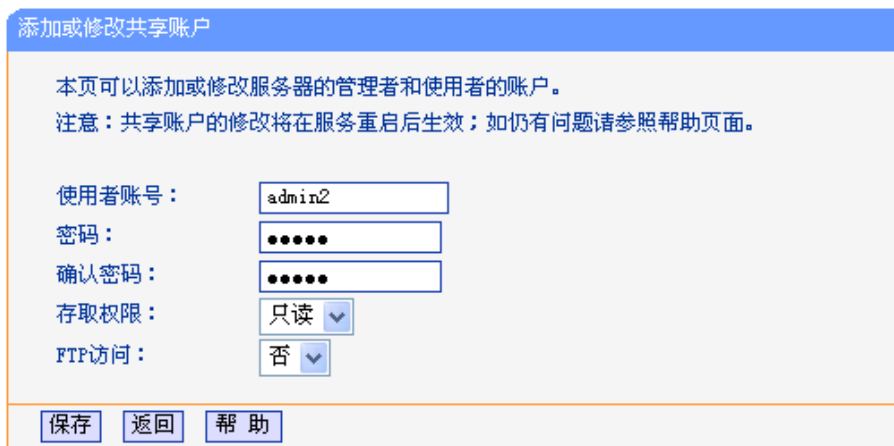 添加或修改共享账户
本页可以添加或修改服务器的管理者和使用者的账户。
注意：共享账户的修改将在服务重启后生效；如仍有问题请参照帮助页面。
使用者账号： admin2
密码： ●●●●●
确认密码： ●●●●●
存取权限： 只读
FTP访问： 否
保存 返回 帮 助